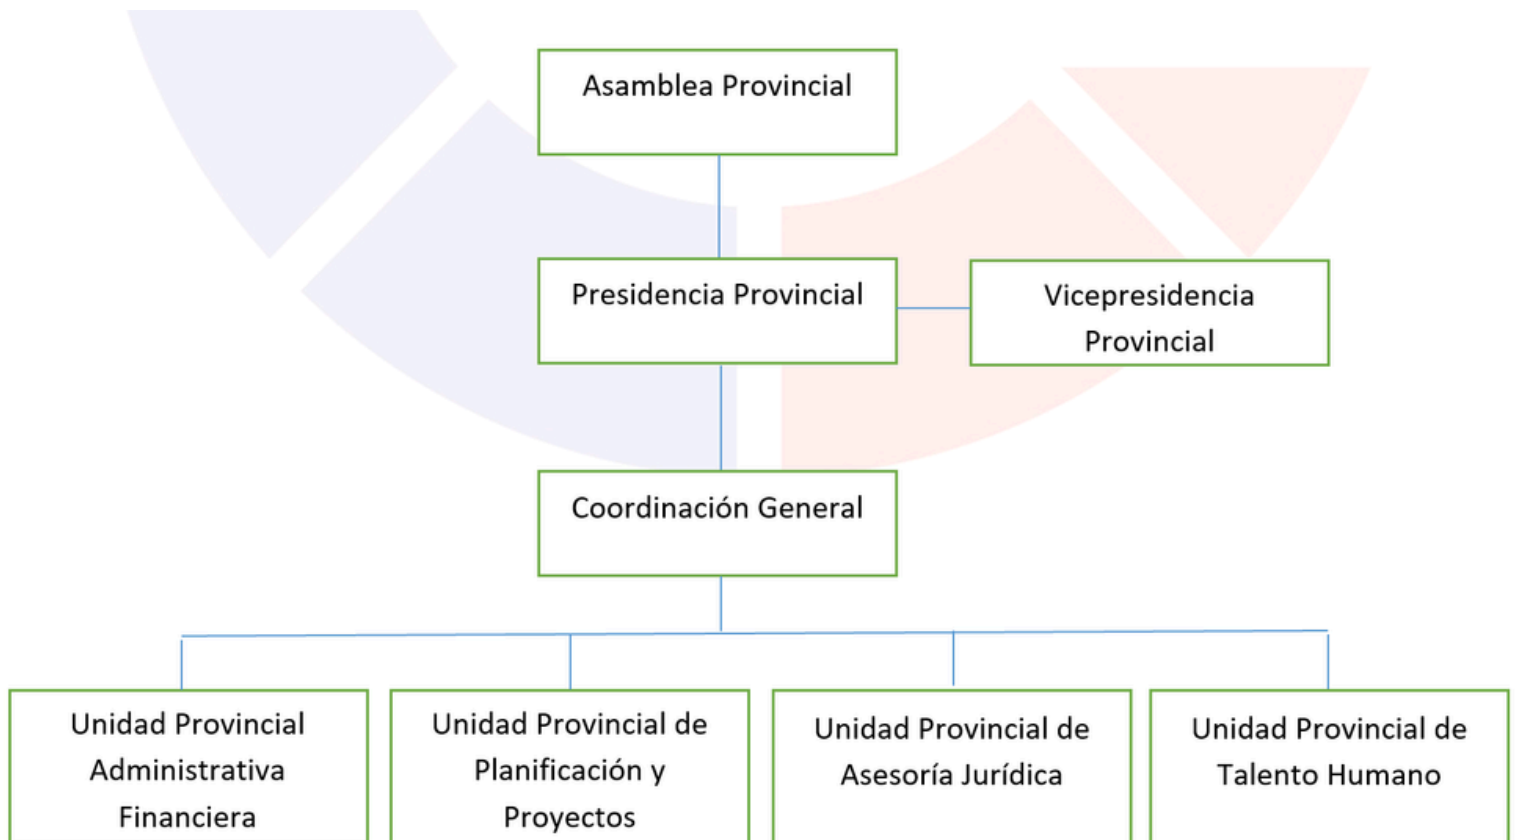 Asamblea Provincial
Presidencia Provincial
Vicepresidencia
Provincial
Coordinación General
Unidad Provincial
Administrativa
Financiera
Unidad Provincial de
Planificación y
Proyectos
Unidad Provincial de
Asesoría Jurídica
Unidad Provincial de
Talento Humano